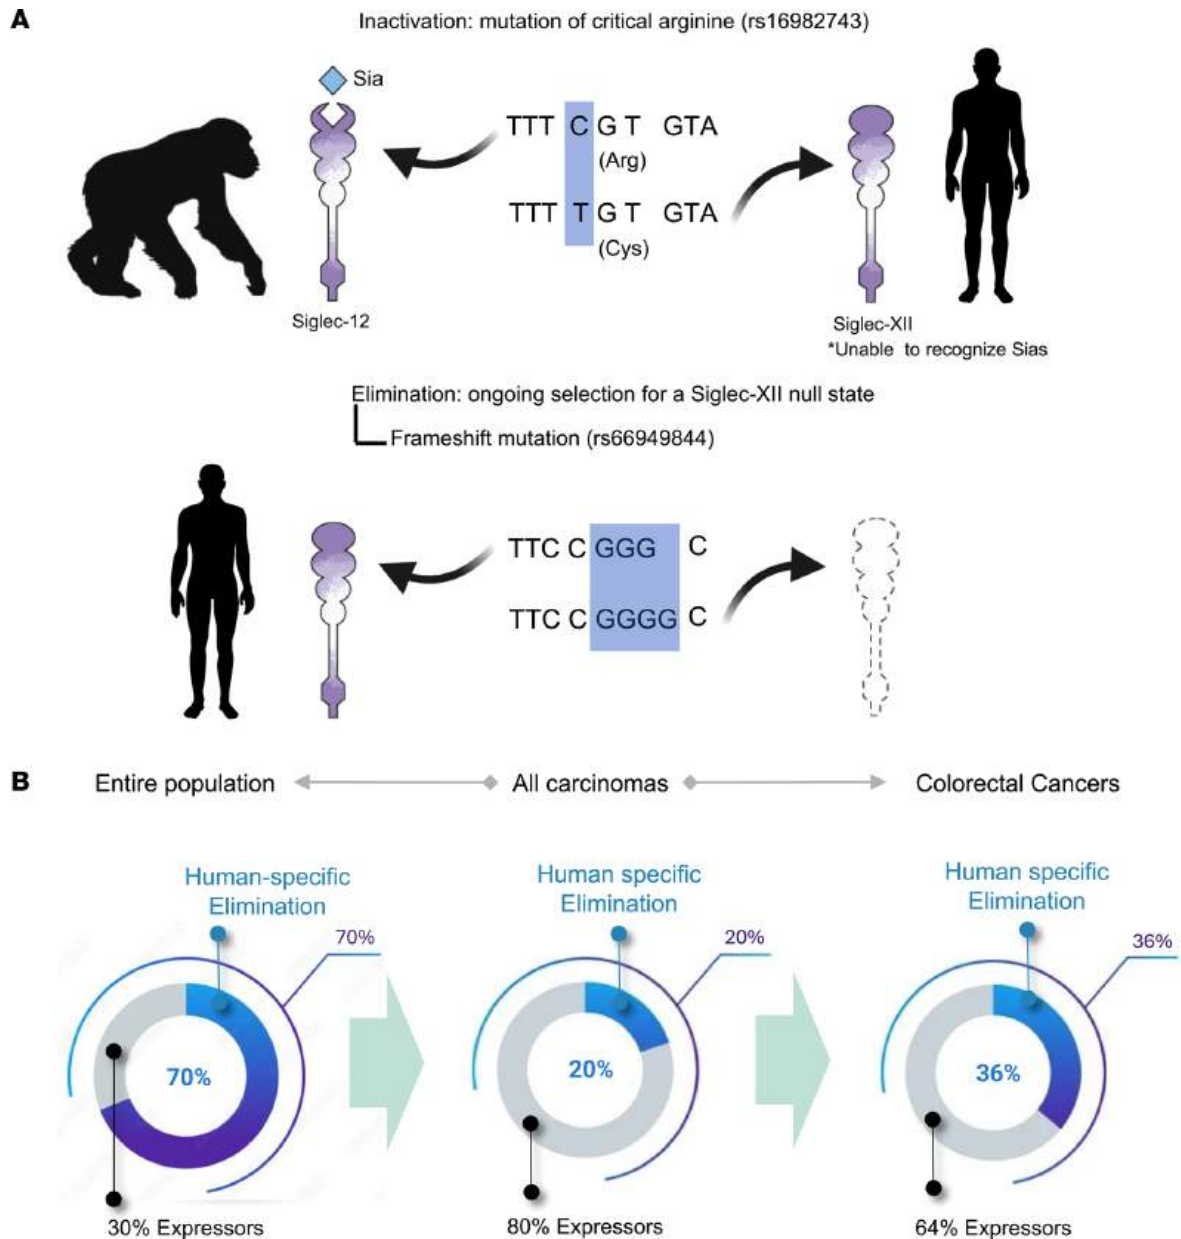 A
Inactivation: mutation of critical arginine (rs16982743)
Sia
TTT C G T GTA
(Arg)
TTT T G T GTA
(Cys)
Siglec-12
Siglec-XII
*Unable to recognize Sias
Elimination: ongoing selection for a Siglec-XII null state
Frameshift mutation (rs66949844)
TTC C GGG C
TTC C GGGG C
B
Entire population
All carcinomas
Colorectal Cancers
Human-specific
Elimination
70%
70%
30% Expressors
Human specific
Elimination
20%
20%
80% Expressors
Human specific
Elimination
36%
36%
64% Expressors